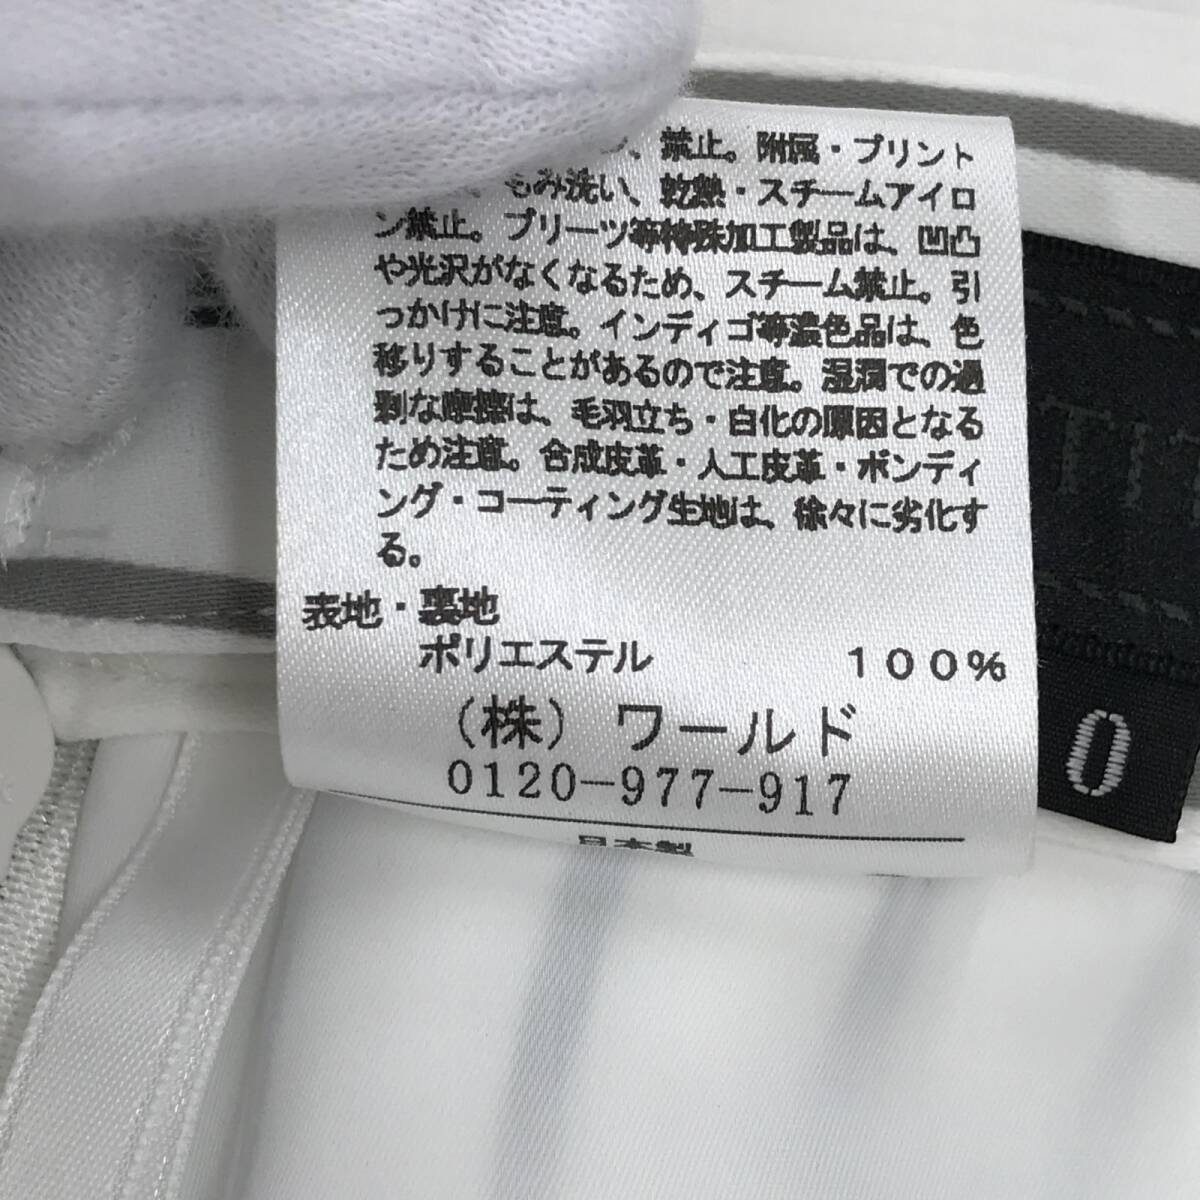 、禁止。附属・プリント
もみ洗い、乾熱・スチームアイロ
ン禁止。プリーツ等特殊加工製品は、凹凸
や光沢がなくなるため、スチーム禁止。引
っかけに注意。インディゴ等濃色品は、色
移りすることがあるので注意。湿潤での過
剰な摩擦は、毛羽立ち・白化の原因となる
ため注意。合成皮革・人工皮革・ボンディ
ング・コーティング生地は、徐々に劣化す
る。
表地・裏地
ポリエステル 100%
(株) ワールド
0120-977-917
日本製
TIT
0